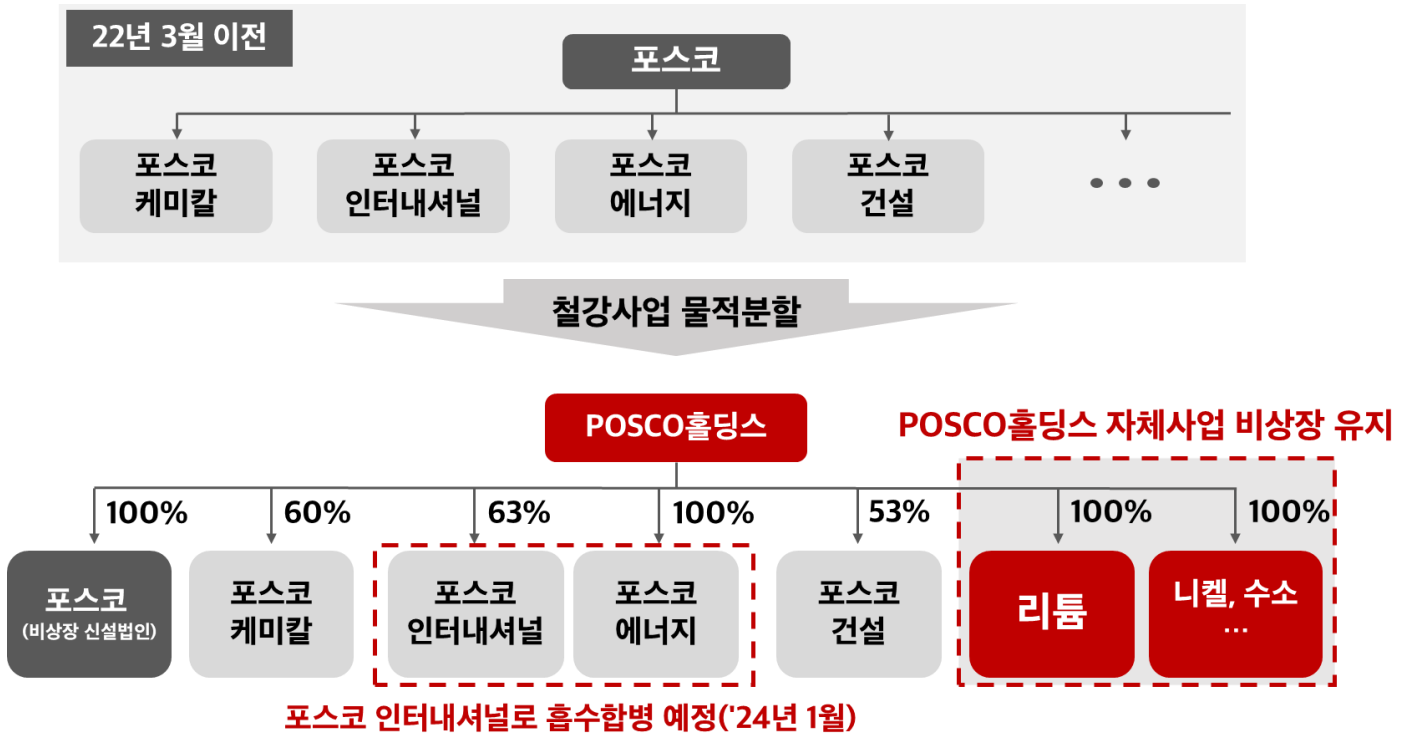 22년 3월 이전
포스코
포스코
케미칼
포스코
인터내셔널
포스코
에너지
포스코
건설
• • •
철강사업 물적분할
POSCO홀딩스
POSCO홀딩스 자체사업 비상장 유지
100%
60%
63%
100%
53%
100%
100%
포스코
(비상장 신설법인)
포스코
케미칼
포스코
인터내셔널
포스코
에너지
포스코
건설
리튬
니켈, 수소
...
포스코 인터내셔널로 흡수합병 예정('24년 1월)